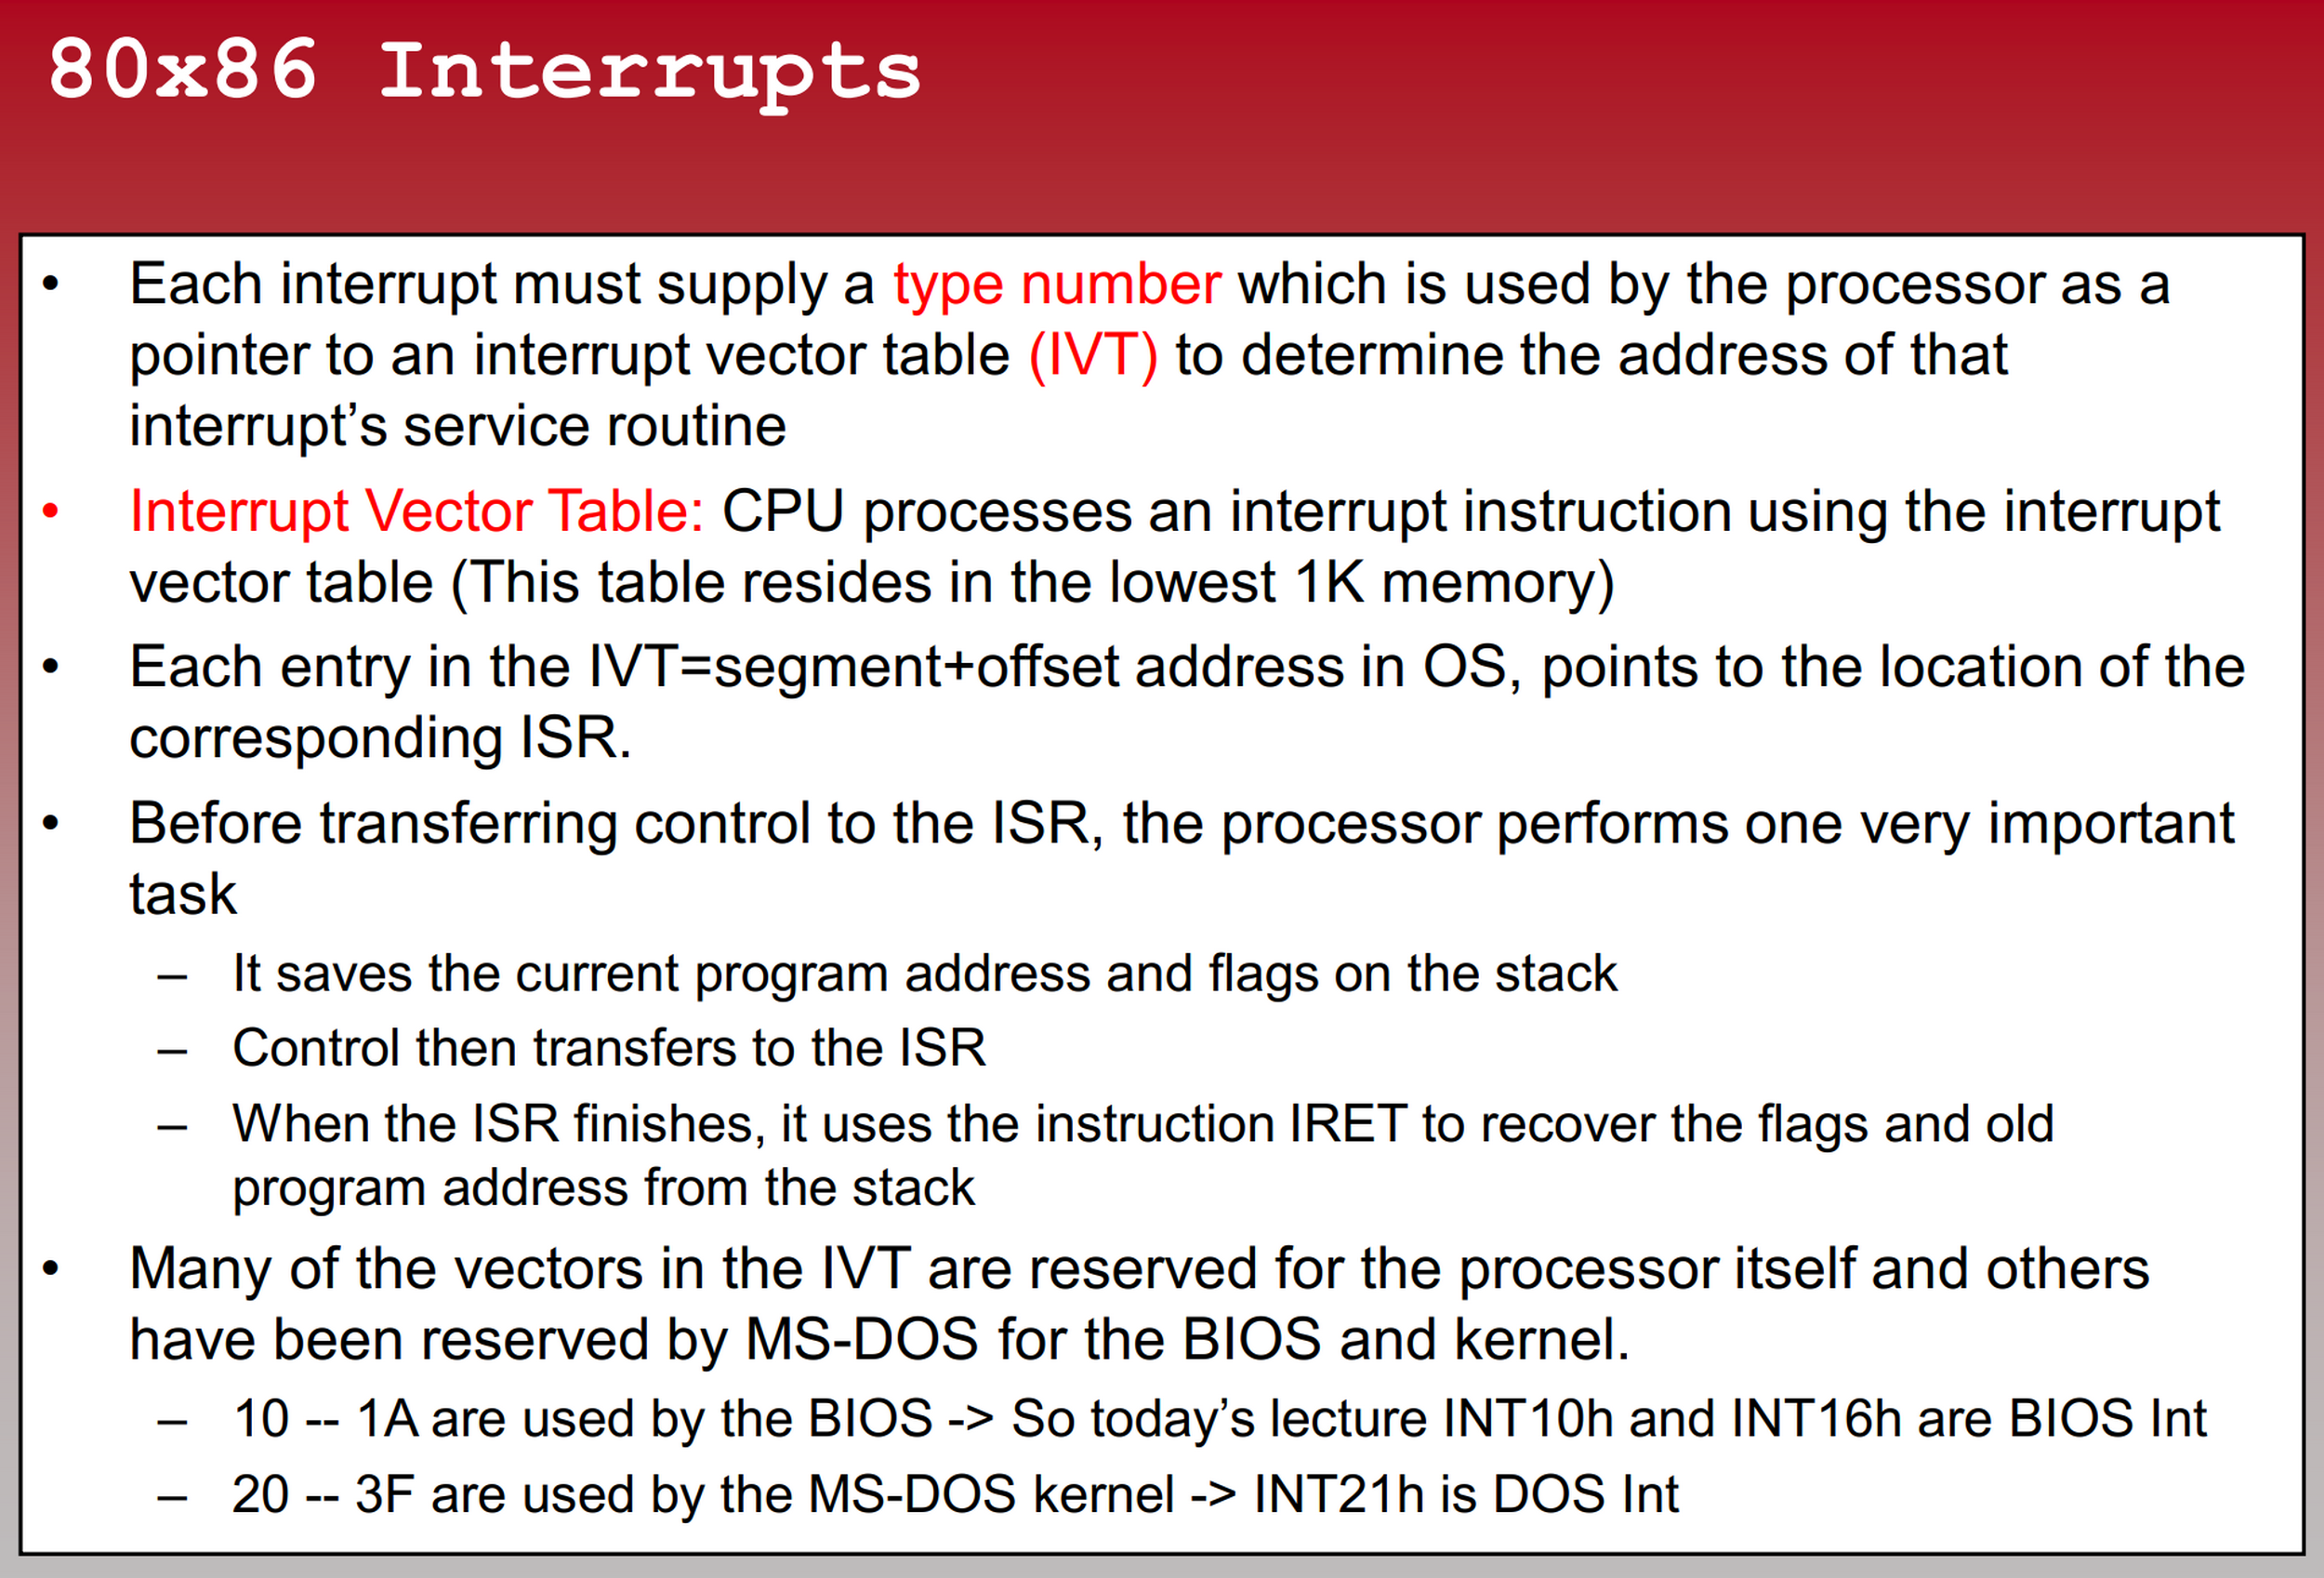 80x86 Interrupts
• Each interrupt must supply a type number which is used by the processor as a
pointer to an interrupt vector table (IVT) to determine the address of that
interrupt’s service routine
• Interrupt Vector Table: CPU processes an interrupt instruction using the interrupt
vector table (This table resides in the lowest 1K memory)
• Each entry in the IVT=segment+offset address in OS, points to the location of the
corresponding ISR.
• Before transferring control to the ISR, the processor performs one very important
task
– It saves the current program address and flags on the stack
– Control then transfers to the ISR
– When the ISR finishes, it uses the instruction IRET to recover the flags and old
program address from the stack
• Many of the vectors in the IVT are reserved for the processor itself and others
have been reserved by MS-DOS for the BIOS and kernel.
– 10 -- 1A are used by the BIOS -> So today’s lecture INT10h and INT16h are BIOS Int
– 20 -- 3F are used by the MS-DOS kernel -> INT21h is DOS Int